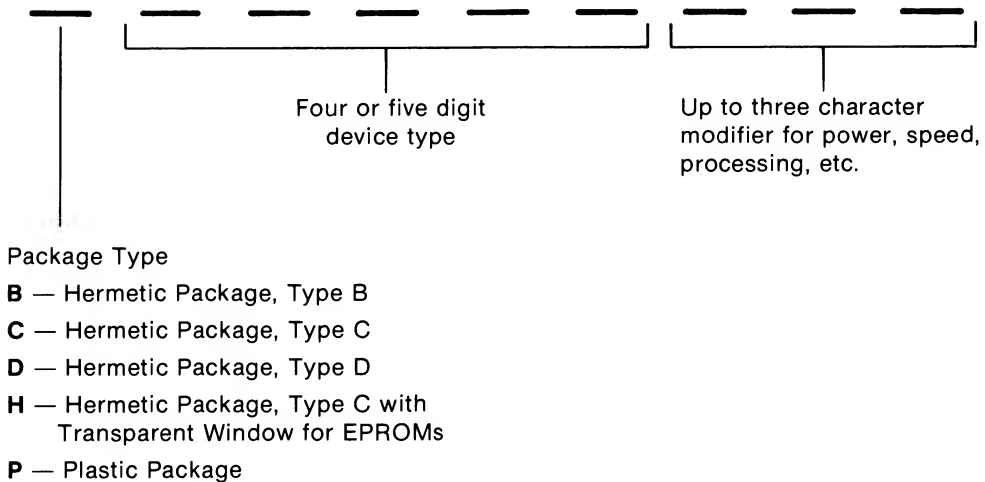 Four or five digit
device type
Up to three character
modifier for power, speed,
processing, etc.
Package Type
B — Hermetic Package, Type B
C — Hermetic Package, Type C
D — Hermetic Package, Type D
H — Hermetic Package, Type C with
Transparent Window for EPROMs
P — Plastic Package